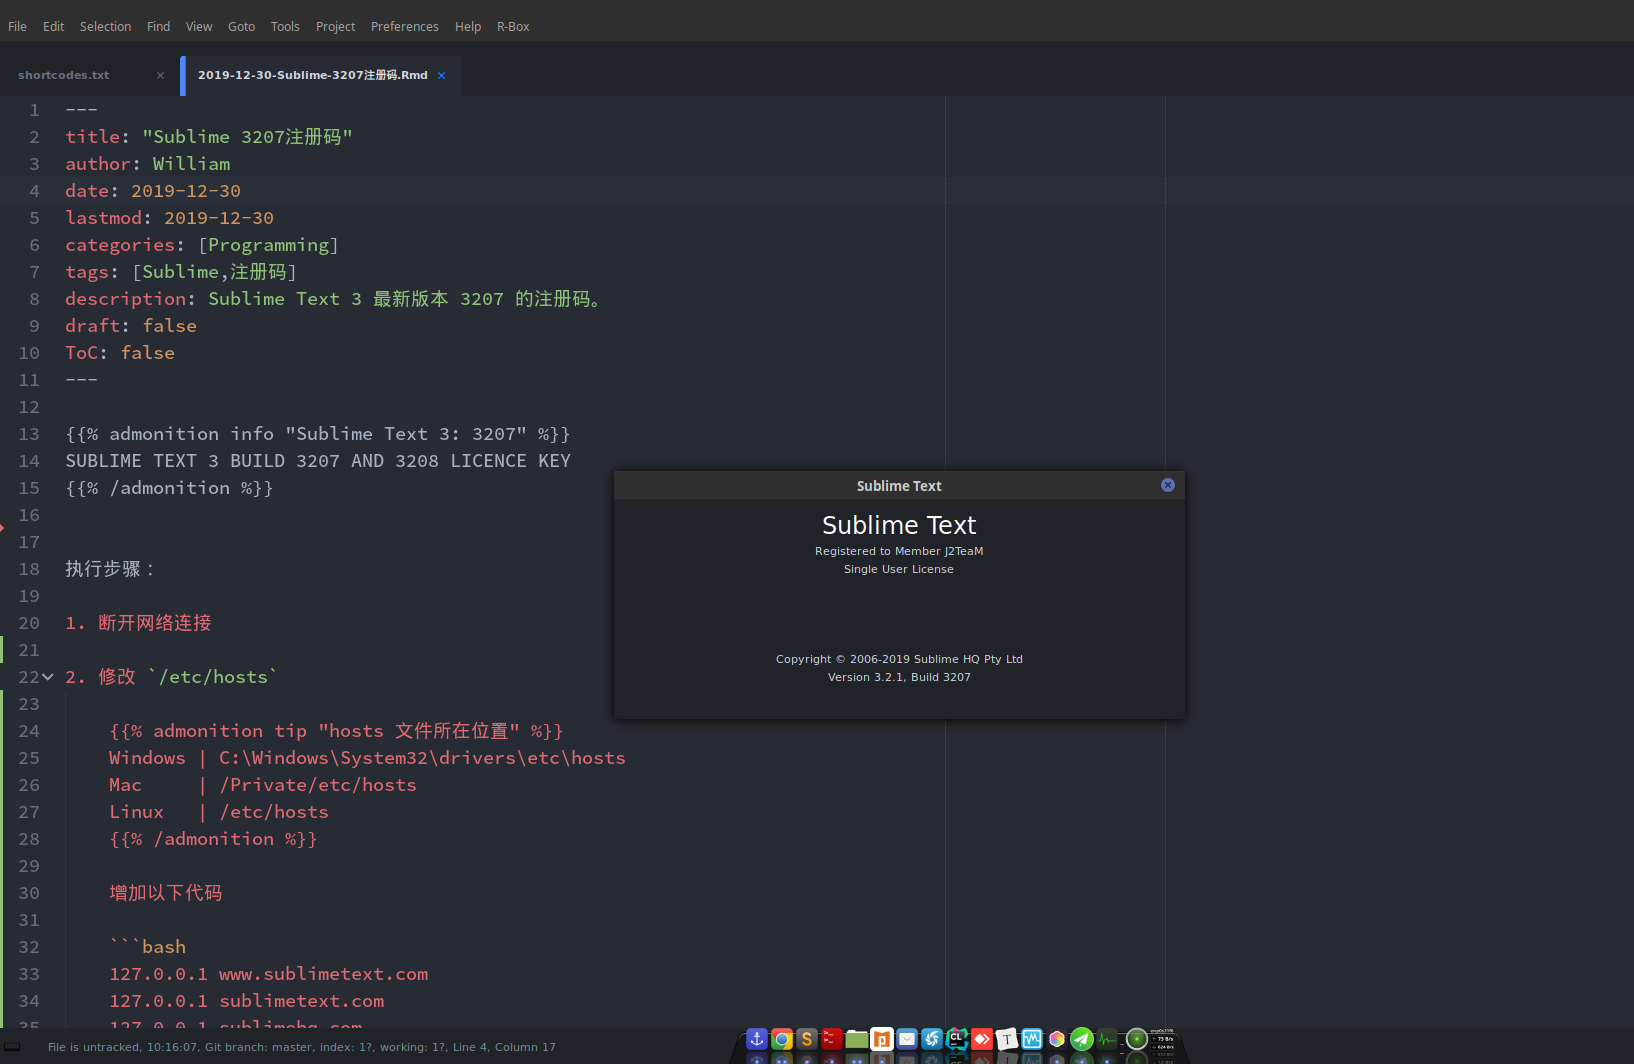 File Edit Selection Find View Goto Tools Project Preferences Help R-Box
shortcodes.txt × 2019-12-30-Sublime-3207注册码.Rmd ×
1 ---
2 title: "Sublime 3207注册码"
3 author: William
4 date: 2019-12-30
5 lastmod: 2019-12-30
6 categories: [Programming]
7 tags: [Sublime,注册码]
8 description: Sublime Text 3 最新版本 3207 的注册码。
9 draft: false
10 ToC: false
11 ---
12
13 {{% admonition info "Sublime Text 3: 3207" %}}
14 SUBLIME TEXT 3 BUILD 3207 AND 3208 LICENCE KEY
15 {{% /admonition %}}
16
17
18 执行步骤：
19
20 1. 断开网络连接
21
22 2. 修改 `/etc/hosts`
23
24 {{% admonition tip "hosts 文件所在位置" %}}
25 Windows | C:\Windows\System32\drivers\etc\hosts
26 Mac | /Private/etc/hosts
27 Linux | /etc/hosts
28 {{% /admonition %}}
29
30 增加以下代码
31
32 ```bash
33 127.0.0.1 www.sublimetext.com
34 127.0.0.1 sublimetext.com
35 127.0.0.1 sublimehq.com
Sublime Text
Sublime Text
Registered to Member J2TeaM
Single User License
Copyright © 2006-2019 Sublime HQ Pty Ltd
Version 3.2.1, Build 3207
File is untracked, 10:16:07, Git branch: master, index: 1?, working: 1?, Line 4, Column 17